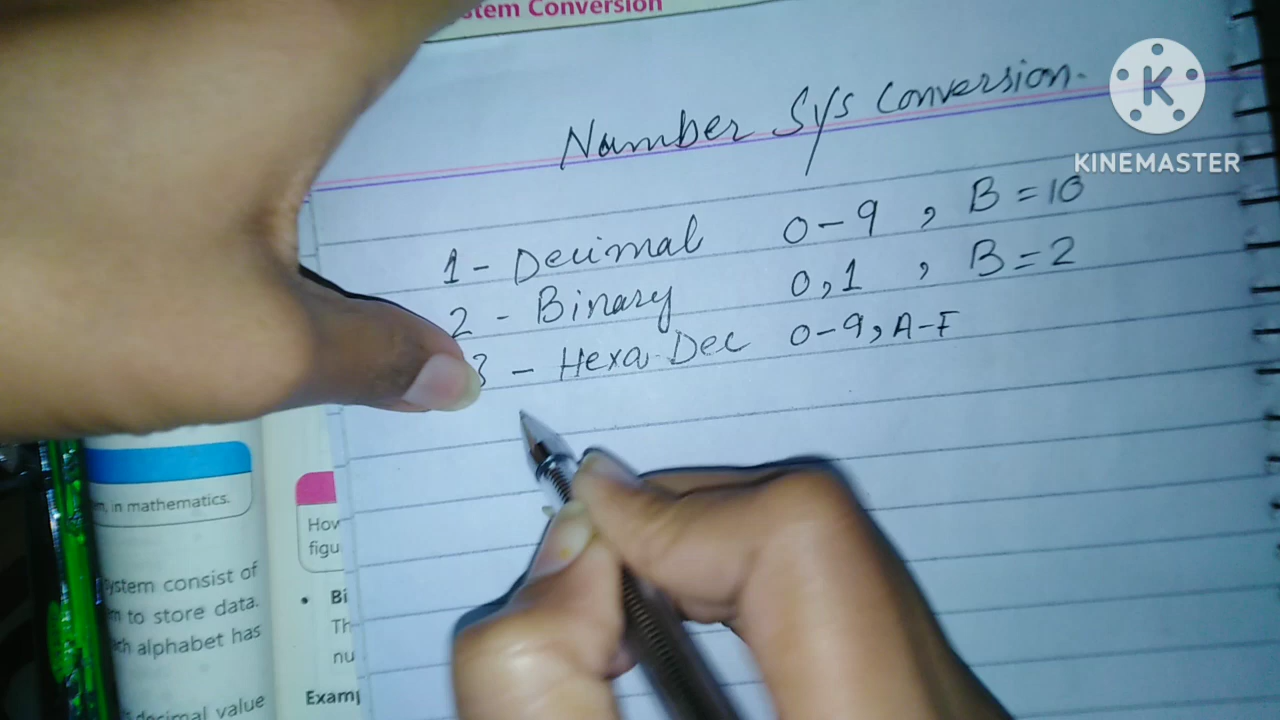 stem Conversion
Number Sys Conversion.
KINEMASTER
1 - Decimal 0-9 , B = 10
2 - Binary 0,1 , B = 2
3 - Hexa Dec 0-9, A-F
in mathematics.
ystem consist of
to store data.
alphabet has
decimal value
How
figu
• Bi
Th
nu
Examp